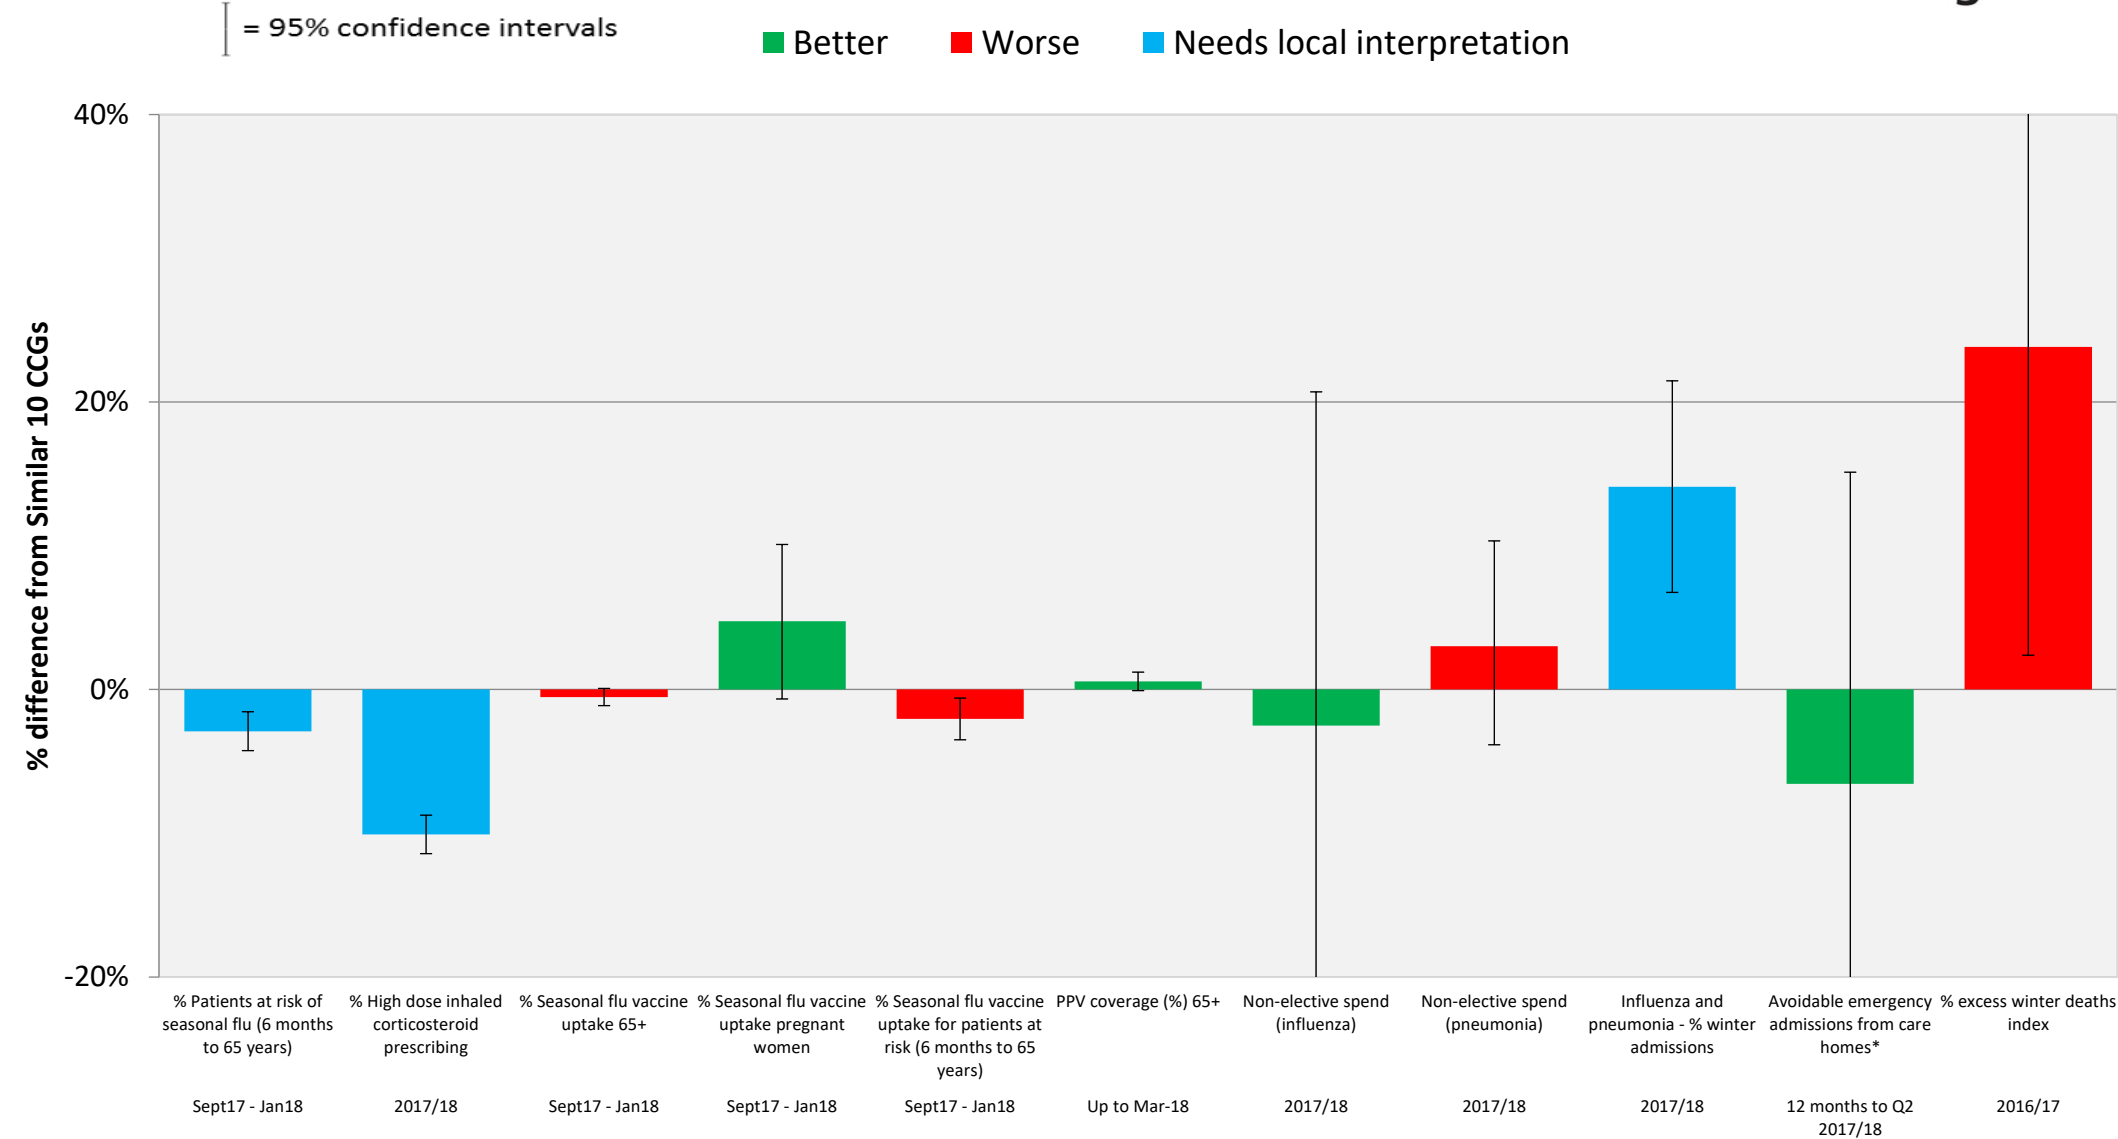 = 95% confidence intervals
Better
Worse
Needs local interpretation
40%
20%
0%
-20%
% difference from Similar 10 CCGs
% Patients at risk of
seasonal flu (6 months
to 65 years)
Sept17 - Jan18
% High dose inhaled
corticosteroid
prescribing
2017/18
% Seasonal flu vaccine
uptake 65+
Sept17 - Jan18
% Seasonal flu vaccine
uptake pregnant
women
Sept17 - Jan18
% Seasonal flu vaccine
uptake for patients at
risk (6 months to 65
years)
Sept17 - Jan18
PPV coverage (%) 65+
Up to Mar-18
Non-elective spend
(influenza)
2017/18
Non-elective spend
(pneumonia)
2017/18
Influenza and
pneumonia - % winter
admissions
2017/18
Avoidable emergency
admissions from care
homes*
12 months to Q2
2017/18
% excess winter deaths
index
2016/17